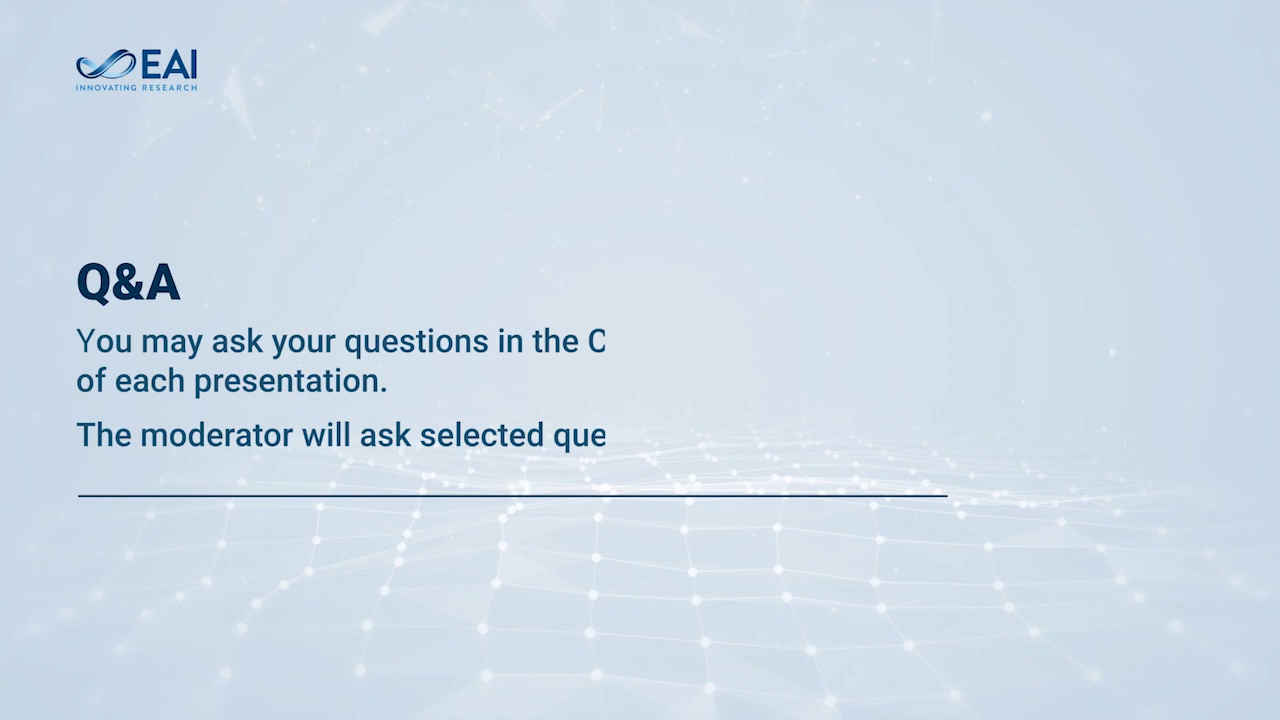 EAI
INNOVATING RESEARCH
Q&A
You may ask your questions in the
of each presentation.
The moderator will ask selected que